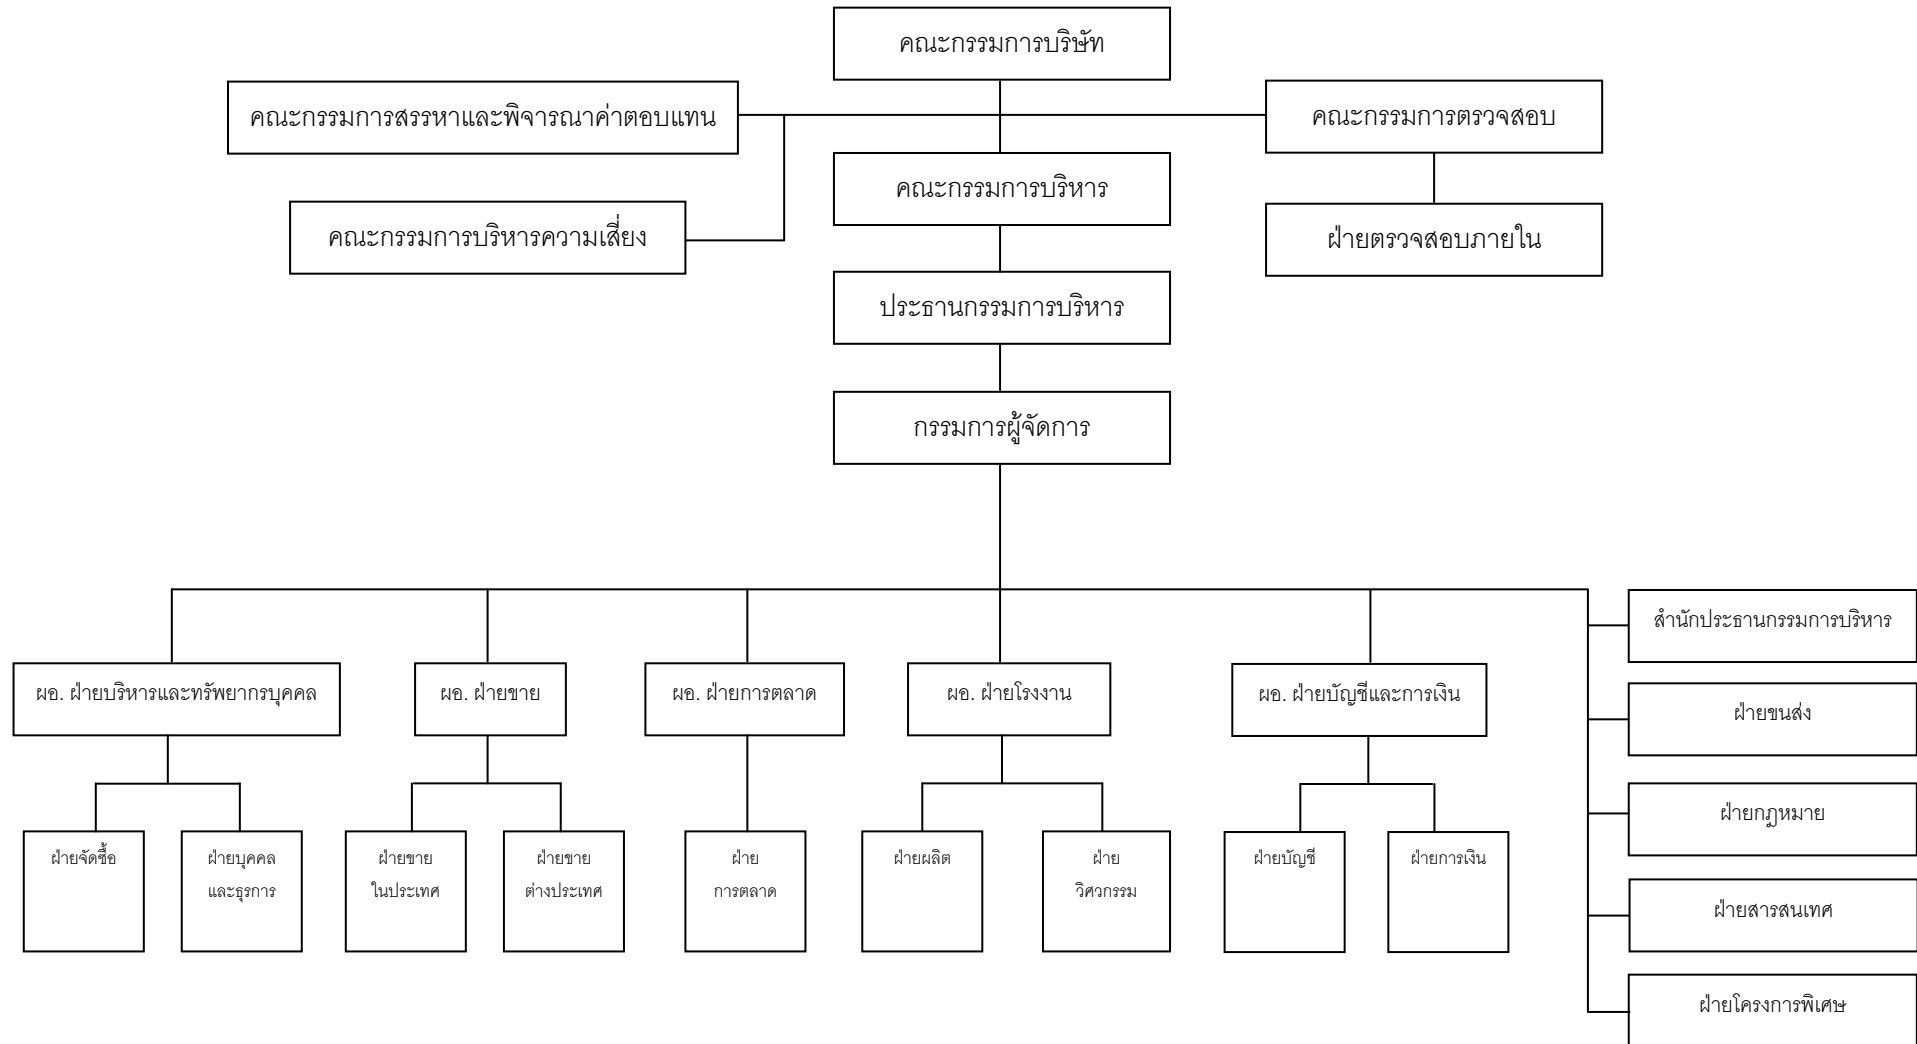 คณะกรรมการบริษัท
คณะกรรมการสรรหาและพิจารณาค่าตอบแทน
คณะกรรมการตรวจสอบ
คณะกรรมการบริหาร
คณะกรรมการบริหารความเสี่ยง
ฝ่ายตรวจสอบภายใน
ประธานกรรมการบริหาร
กรรมการผู้จัดการ
สำนักประธานกรรมการบริหาร
ผอ. ฝ่ายบริหารและทรัพยากรบุคคล
ผอ. ฝ่ายขาย
ผอ. ฝ่ายการตลาด
ผอ. ฝ่ายโรงงาน
ผอ. ฝ่ายบัญชีและการเงิน
ฝ่ายขนส่ง
ฝ่ายกฎหมาย
ฝ่ายจัดซื้อ
ฝ่ายบุคคล
และธุรการ
ฝ่ายขาย
ในประเทศ
ฝ่ายขาย
ต่างประเทศ
ฝ่าย
การตลาด
ฝ่ายผลิต
ฝ่าย
วิศวกรรม
ฝ่ายบัญชี
ฝ่ายการเงิน
ฝ่ายสารสนเทศ
ฝ่ายโครงการพิเศษ